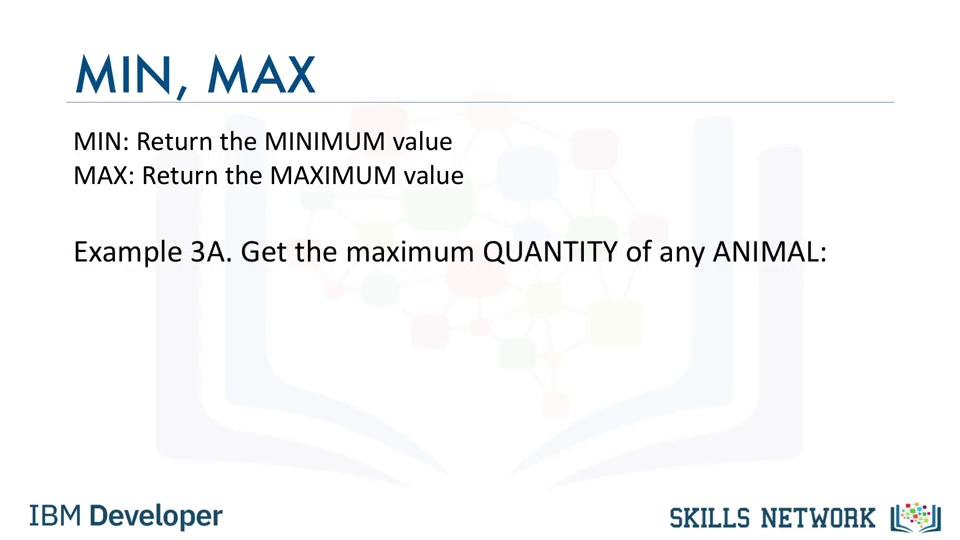 MIN, MAX
MIN: Return the MINIMUM value
MAX: Return the MAXIMUM value
Example 3A. Get the maximum QUANTITY of any ANIMAL:
IBM Developer
SKILLS NETWORK